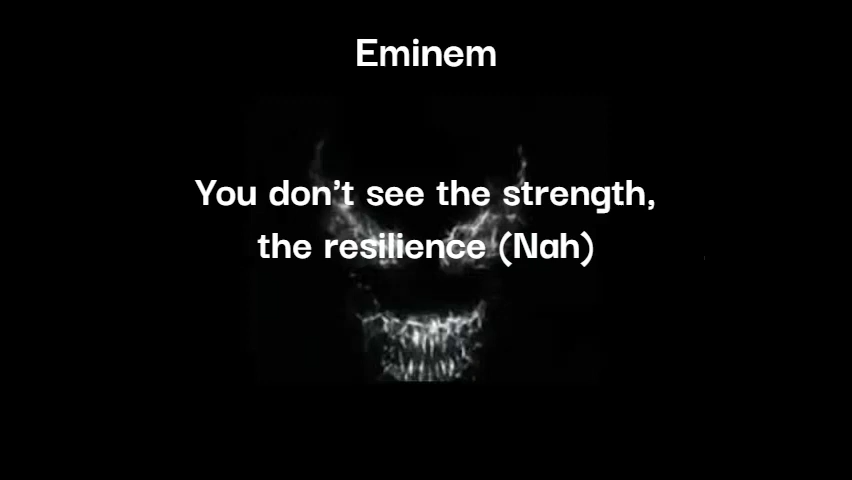 Eminem
You don't see the strength,
the resilience (Nah)